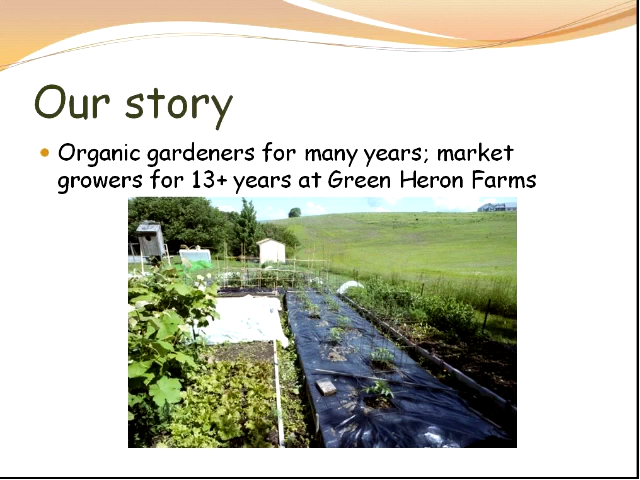 Our story
Organic gardeners for many years; market
growers for 13+ years at Green Heron Farms